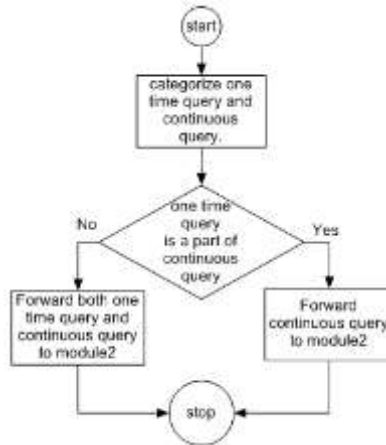 start
categorize one
time query and
continuous
query.
one time
query
is a part of
continuous
query
No
Yes
Forward both one
time query and
continuous query
to module2
Forward
continuous query
to module2
stop